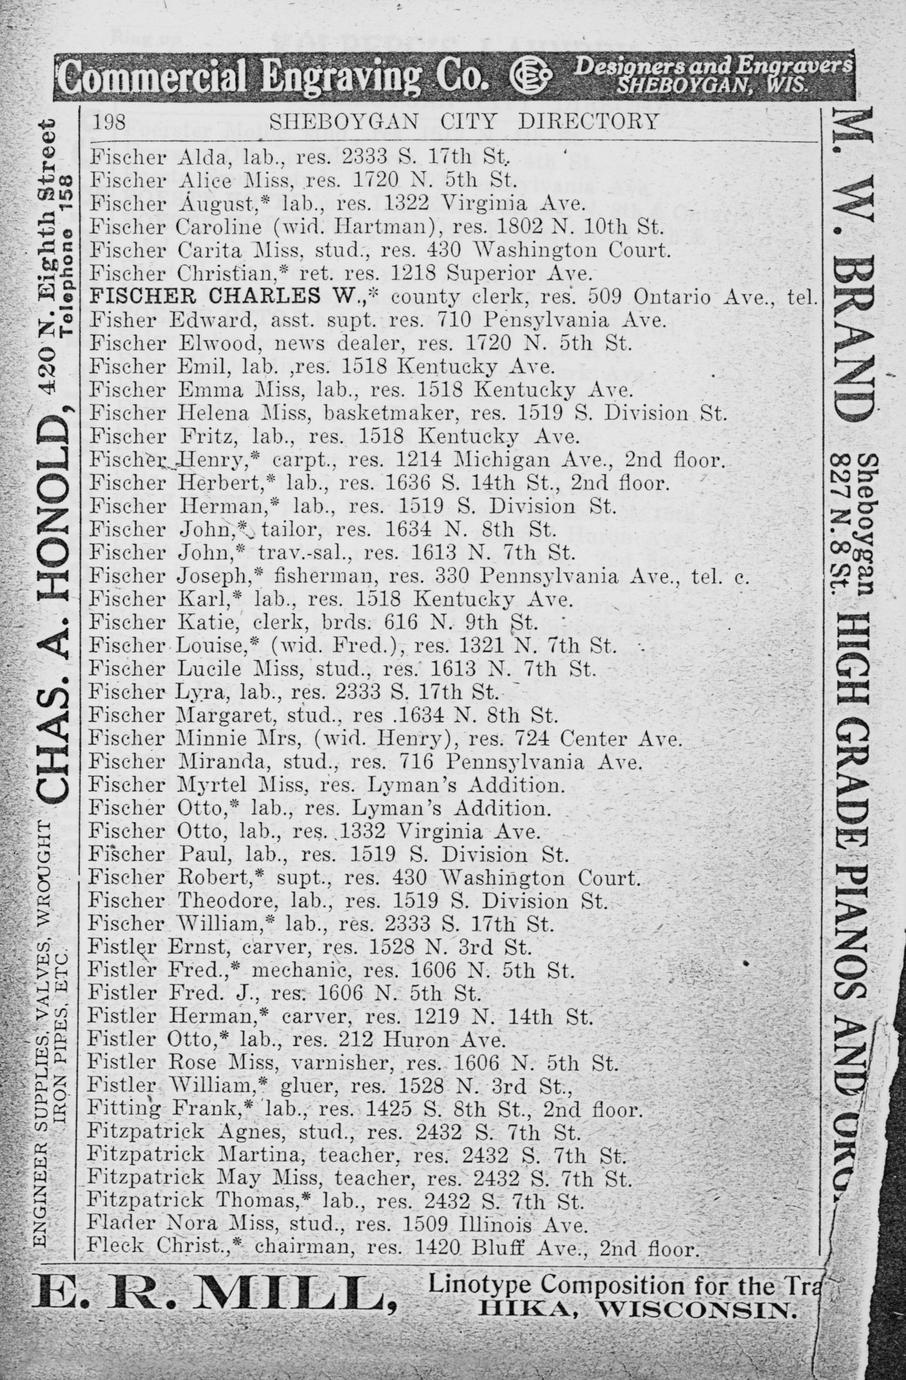 Commercial Engraving Co. CECo Designers and Engravers
SHEBOYGAN, WIS.
198 SHEBOYGAN CITY DIRECTORY
Fischer Alda, lab., res. 2333 S. 17th St.
Fischer Alice Miss, res. 1720 N. 5th St.
Fischer August,* lab., res. 1322 Virginia Ave.
Fischer Caroline (wid. Hartman), res. 1802 N. 10th St.
Fischer Carita Miss, stud., res. 430 Washington Court.
Fischer Christian,* ret. res. 1218 Superior Ave.
FISCHER CHARLES W.,* county clerk, res. 509 Ontario Ave., tel.
Fisher Edward, asst. supt. res. 710 Pensylvania Ave.
Fischer Elwood, news dealer, res. 1720 N. 5th St.
Fischer Emil, lab. ,res. 1518 Kentucky Ave.
Fischer Emma Miss, lab., res. 1518 Kentucky Ave.
Fischer Helena Miss, basketmaker, res. 1519 S. Division St.
Fischer Fritz, lab., res. 1518 Kentucky Ave.
Fischer Henry,* carpt., res. 1214 Michigan Ave., 2nd floor.
Fischer Herbert,* lab., res. 1636 S. 14th St., 2nd floor.
Fischer Herman,* lab., res. 1519 S. Division St.
Fischer John,* tailor, res. 1634 N. 8th St.
Fischer John,* trav.-sal., res. 1613 N. 7th St.
Fischer Joseph,* fisherman, res. 330 Pennsylvania Ave., tel. c.
Fischer Karl,* lab., res. 1518 Kentucky Ave.
Fischer Katie, clerk, brds. 616 N. 9th St.
Fischer Louise,* (wid. Fred.), res. 1321 N. 7th St.
Fischer Lucile Miss, stud., res. 1613 N. 7th St.
Fischer Lyra, lab., res. 2333 S. 17th St.
Fischer Margaret, stud., res .1634 N. 8th St.
Fischer Minnie Mrs, (wid. Henry), res. 724 Center Ave.
Fischer Miranda, stud., res. 716 Pennsylvania Ave.
Fischer Myrtel Miss, res. Lyman's Addition.
Fischer Otto,* lab., res. Lyman's Addition.
Fischer Otto, lab., res. 1332 Virginia Ave.
Fischer Paul, lab., res. 1519 S. Division St.
Fischer Robert,* supt., res. 430 Washington Court.
Fischer Theodore, lab., res. 1519 S. Division St.
Fischer William,* lab., res. 2333 S. 17th St.
Fistler Ernst, carver, res. 1528 N. 3rd St.
Fistler Fred.,* mechanic, res. 1606 N. 5th St.
Fistler Fred. J., res. 1606 N. 5th St.
Fistler Herman,* carver, res. 1219 N. 14th St.
Fistler Otto,* lab., res. 212 Huron Ave.
Fistler Rose Miss, varnisher, res. 1606 N. 5th St.
Fistler William,* gluer, res. 1528 N. 3rd St.,
Fitting Frank,* lab., res. 1425 S. 8th St., 2nd floor.
Fitzpatrick Agnes, stud., res. 2432 S. 7th St.
Fitzpatrick Martina, teacher, res. 2432 S. 7th St.
Fitzpatrick May Miss, teacher, res. 2432 S. 7th St.
Fitzpatrick Thomas,* lab., res. 2432 S. 7th St.
Flader Nora Miss, stud., res. 1509 Illinois Ave.
Fleck Christ.,* chairman, res. 1420 Bluff Ave., 2nd floor.
CHAS. A. HONOLD, 420 N. Eighth Street
Telephone 158
ENGINEER SUPPLIES, VALVES, WROUGHT
IRON PIPES, ETC.
M. W. BRAND Sheboygan
827 N. 8 St.
HIGH GRADE PIANOS AND
E. R. MILL, Linotype Composition for the Tra
HIKA, WISCONSIN.